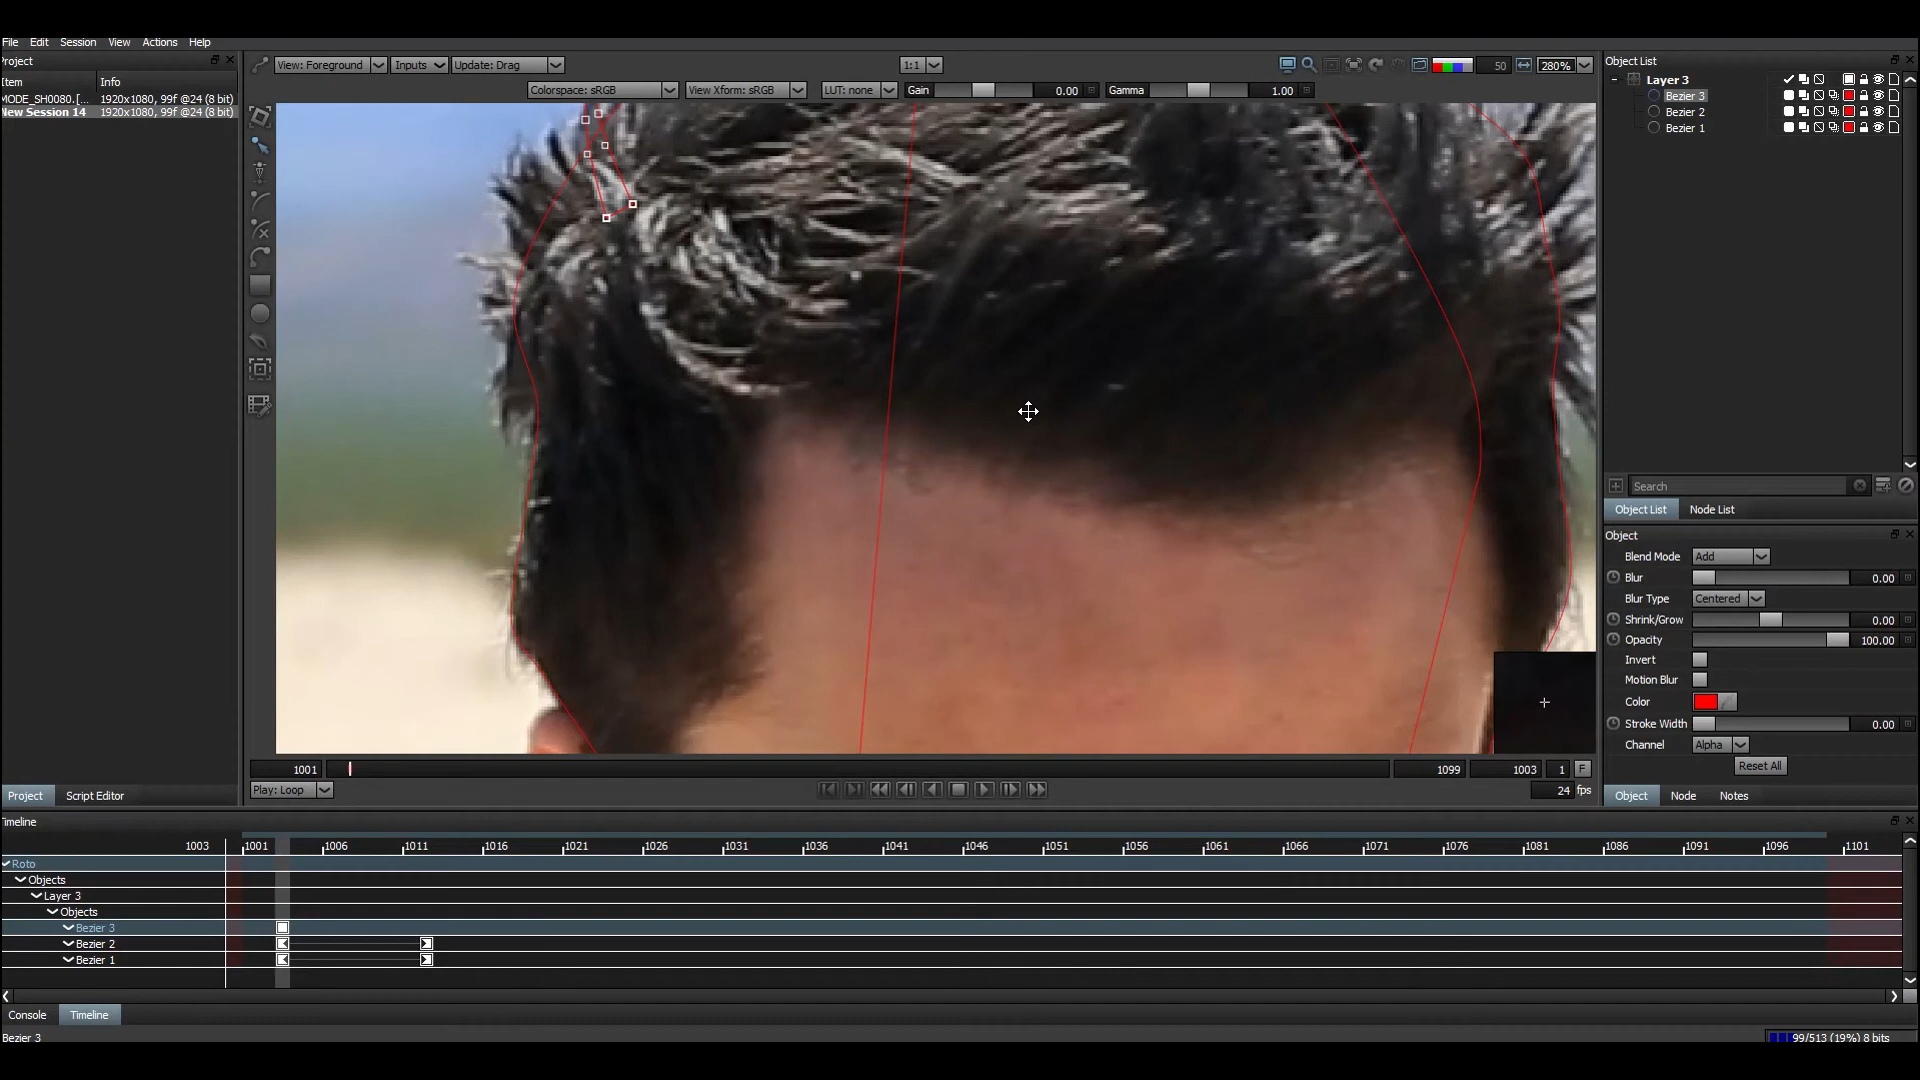 File Edit Session View Actions Help
Project
Item Info
MODE_SH0080.[... 1920x1080, 99f @24 (8 bit)
New Session 14 1920x1080, 99f @24 (8 bit)
View: Foreground Inputs Update: Drag 1:1 50 280%
Colorspace: sRGB View Xform: sRGB LUT: none Gain 0.00 Gamma 1.00
Object List
Layer 3
Bezier 3
Bezier 2
Bezier 1
Search
Object List Node List
Object
Blend Mode Add
Blur 0.00
Blur Type Centered
Shrink/Grow 0.00
Opacity 100.00
Invert
Motion Blur
Color
Stroke Width 0.00
Channel Alpha
Reset All
Object Node Notes
1001 1099 1003 1 F
Play: Loop 24 fps
Project Script Editor
Timeline
1003 1001 1006 1011 1016 1021 1026 1031 1036 1041 1046 1051 1056 1061 1066 1071 1076 1081 1086 1091 1096 1101
Roto
Objects
Layer 3
Objects
Bezier 3
Bezier 2
Bezier 1
Console Timeline
Bezier 3 99/513 (19%) 8 bits